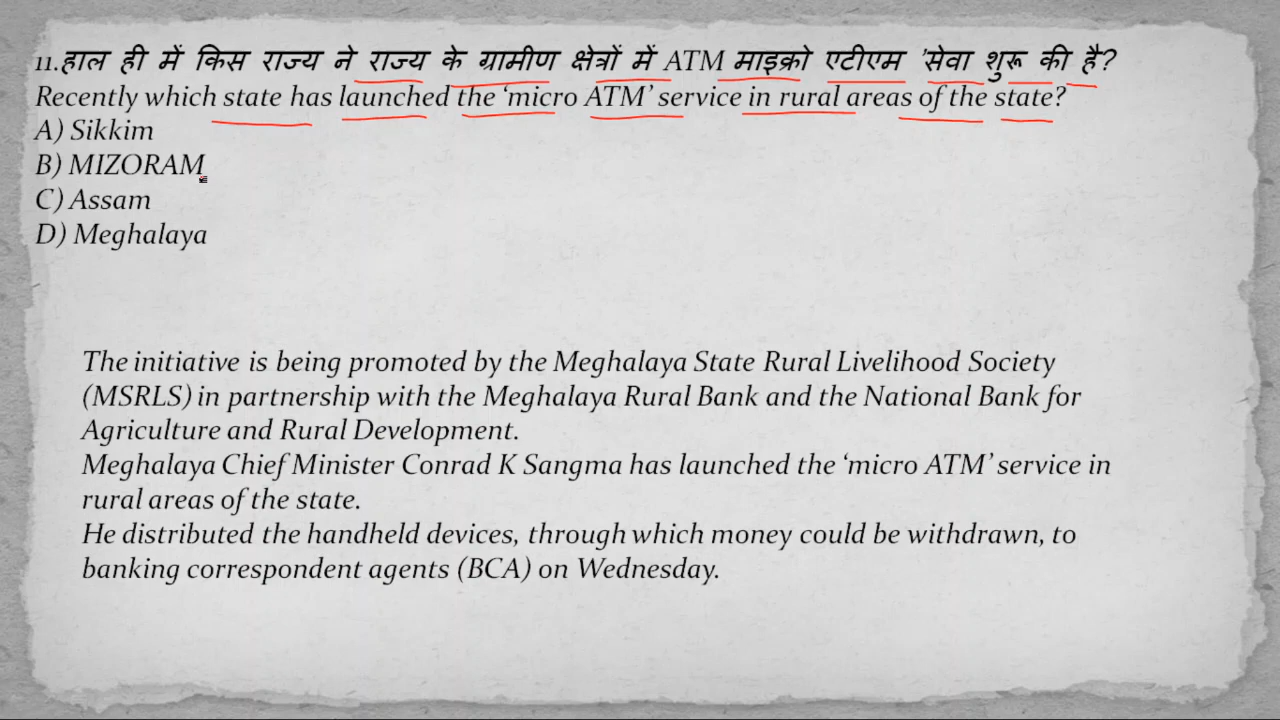 11.हाल ही में किस राज्य ने राज्य के ग्रामीण क्षेत्रों में ATM माइक्रो एटीएम 'सेवा शुरू की है?
Recently which state has launched the ‘micro ATM’ service in rural areas of the state?
A) Sikkim
B) MIZORAM
C) Assam
D) Meghalaya
The initiative is being promoted by the Meghalaya State Rural Livelihood Society
(MSRLS) in partnership with the Meghalaya Rural Bank and the National Bank for
Agriculture and Rural Development.
Meghalaya Chief Minister Conrad K Sangma has launched the ‘micro ATM’ service in
rural areas of the state.
He distributed the handheld devices, through which money could be withdrawn, to
banking correspondent agents (BCA) on Wednesday.